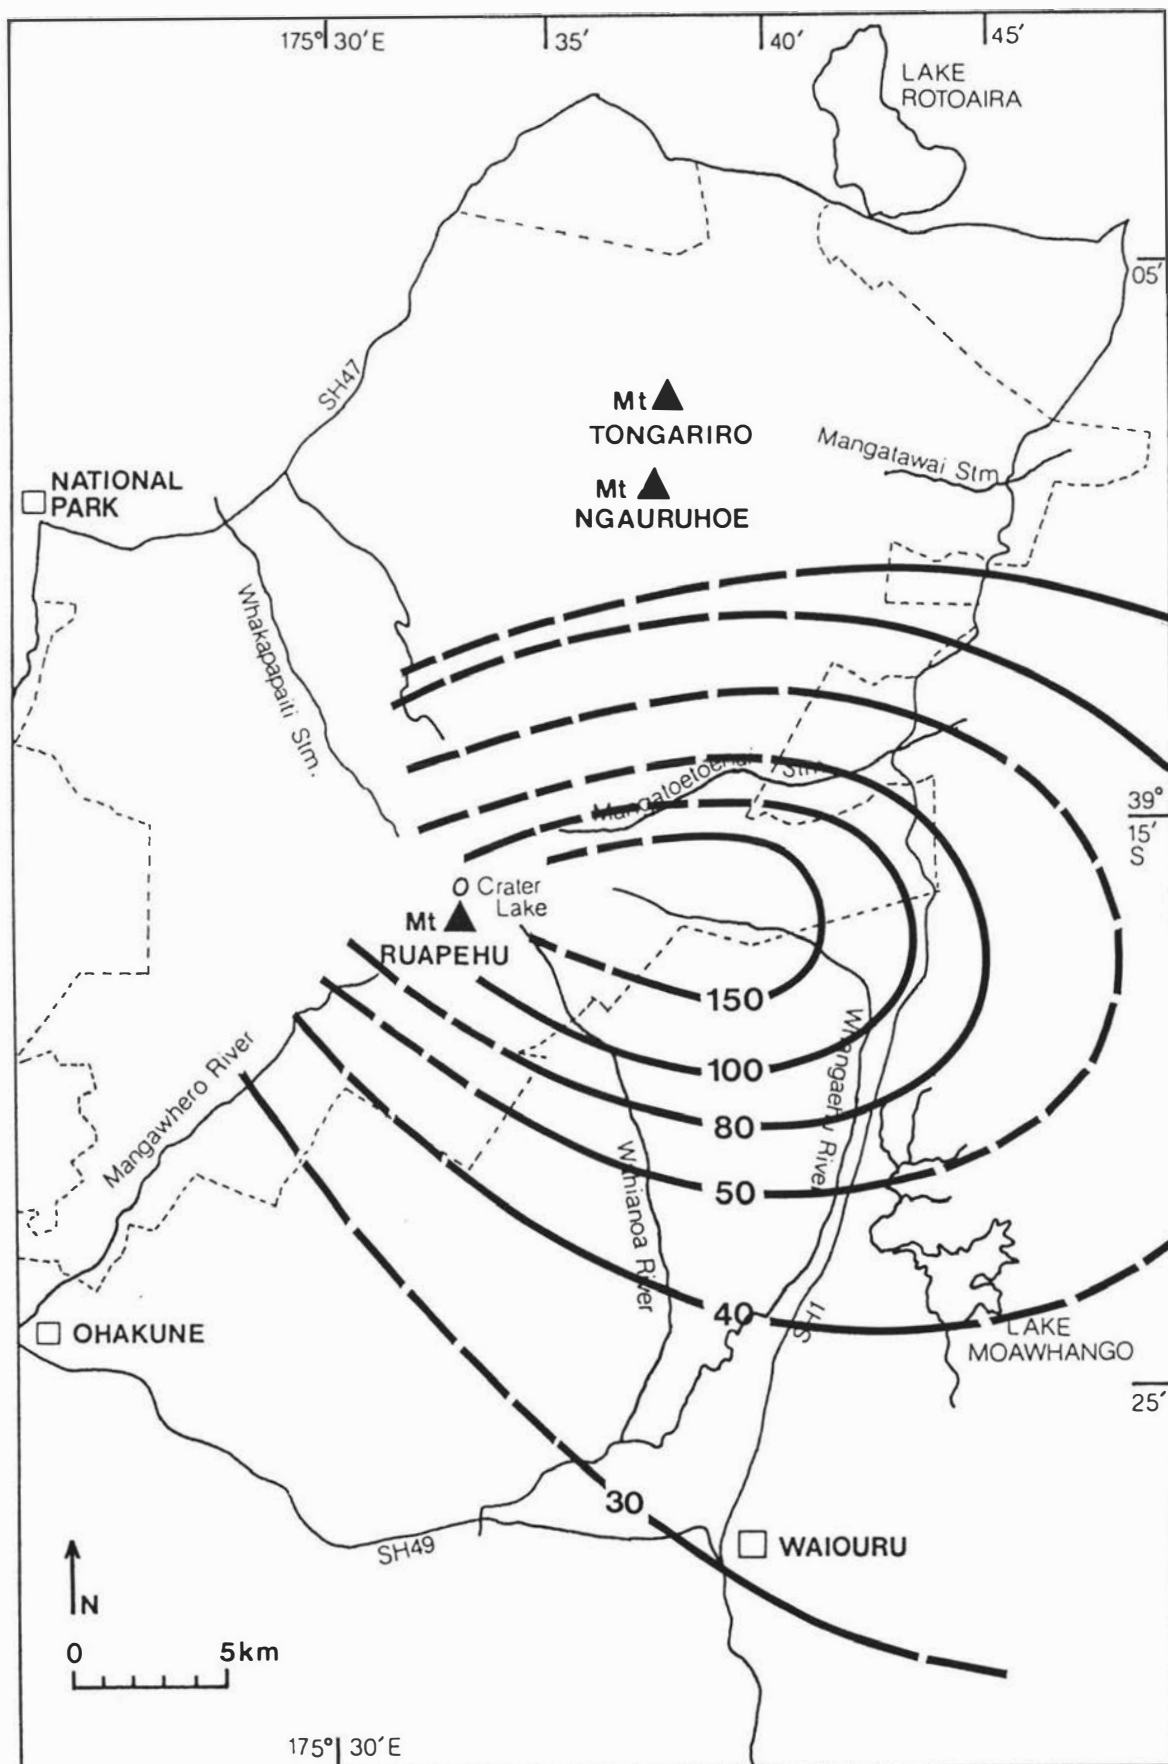 175° 30'E
35'
40'
45'
LAKE
ROTOAIRA
05'
SH47
Mt
TONGARIRO
Mangatawai Stm
NATIONAL
PARK
Mt
NGAURUHOE
Whakapapaiti Stm.
Mangatoetoenui Stm
39°
15'
S
Crater
Lake
Mt
RUAPEHU
150
Whangaehu River
Mangawhero River
100
80
50
Wahianoa River
40
SH1
LAKE
MOAWHANGO
OHAKUNE
25'
30
WAIOURU
SH49
N
0 5km
175° 30'E